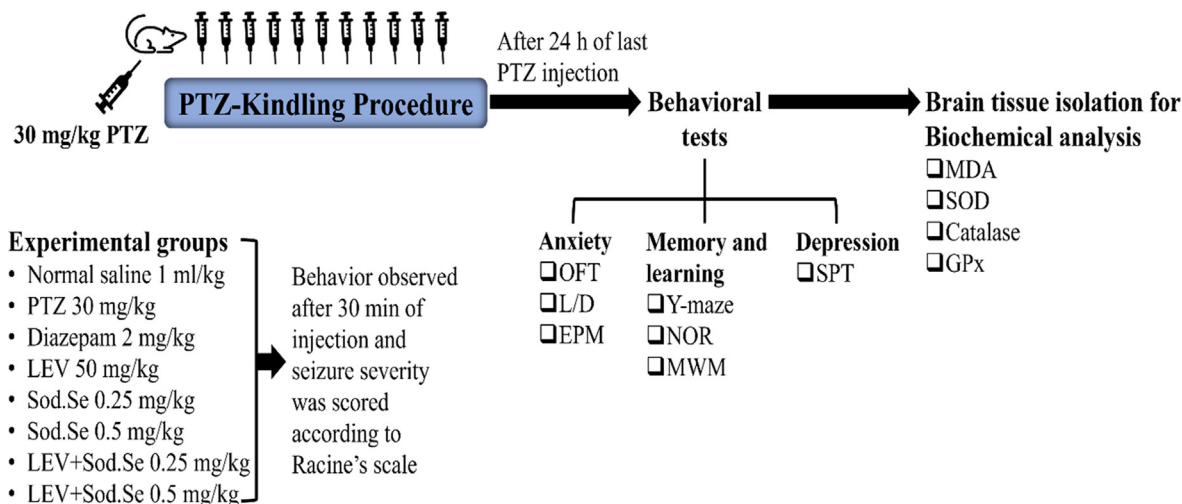 30 mg/kg PTZ
PTZ-Kindling Procedure
After 24 h of last
PTZ injection
Behavioral
tests
Brain tissue isolation for
Biochemical analysis
❑MDA
❑SOD
❑Catalase
❑GPx
Anxiety
❑OFT
❑L/D
❑EPM
Memory and
learning
❑Y-maze
❑NOR
❑MWM
Depression
❑SPT
Experimental groups
• Normal saline 1 ml/kg
• PTZ 30 mg/kg
• Diazepam 2 mg/kg
• LEV 50 mg/kg
• Sod.Se 0.25 mg/kg
• Sod.Se 0.5 mg/kg
• LEV+Sod.Se 0.25 mg/kg
• LEV+Sod.Se 0.5 mg/kg
Behavior observed
after 30 min of
injection and
seizure severity
was scored
according to
Racine’s scale